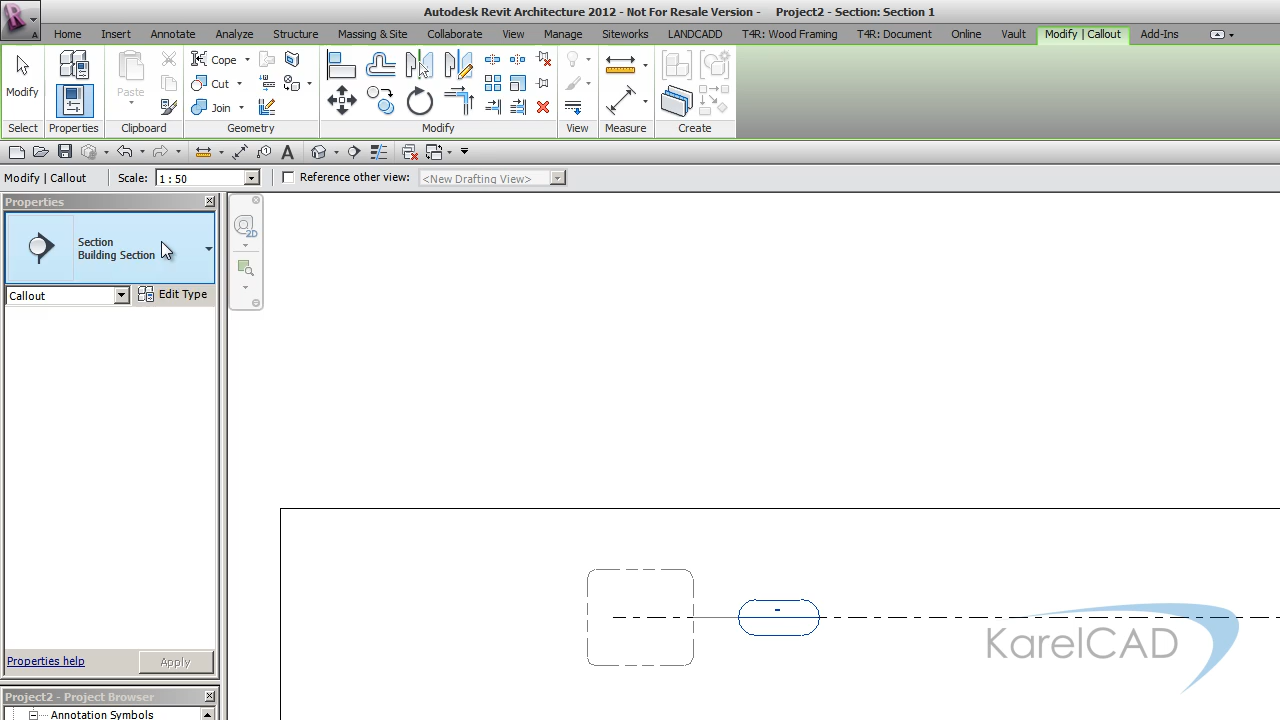 Autodesk Revit Architecture 2012 - Not For Resale Version -    Project2 - Section: Section 1
Home Insert Annotate Analyze Structure Massing & Site Collaborate View Manage Siteworks LANDCADD T4R: Wood Framing T4R: Document Online Vault Modify | Callout Add-Ins
Modify
Paste
Cope
Cut
Join
Select Properties Clipboard Geometry Modify View Measure Create
Modify | Callout Scale: 1 : 50 Reference other view: <New Drafting View>
Properties
Section
Building Section
Callout Edit Type
2D
Properties help Apply
Project2 - Project Browser
Annotation Symbols
KarelCAD